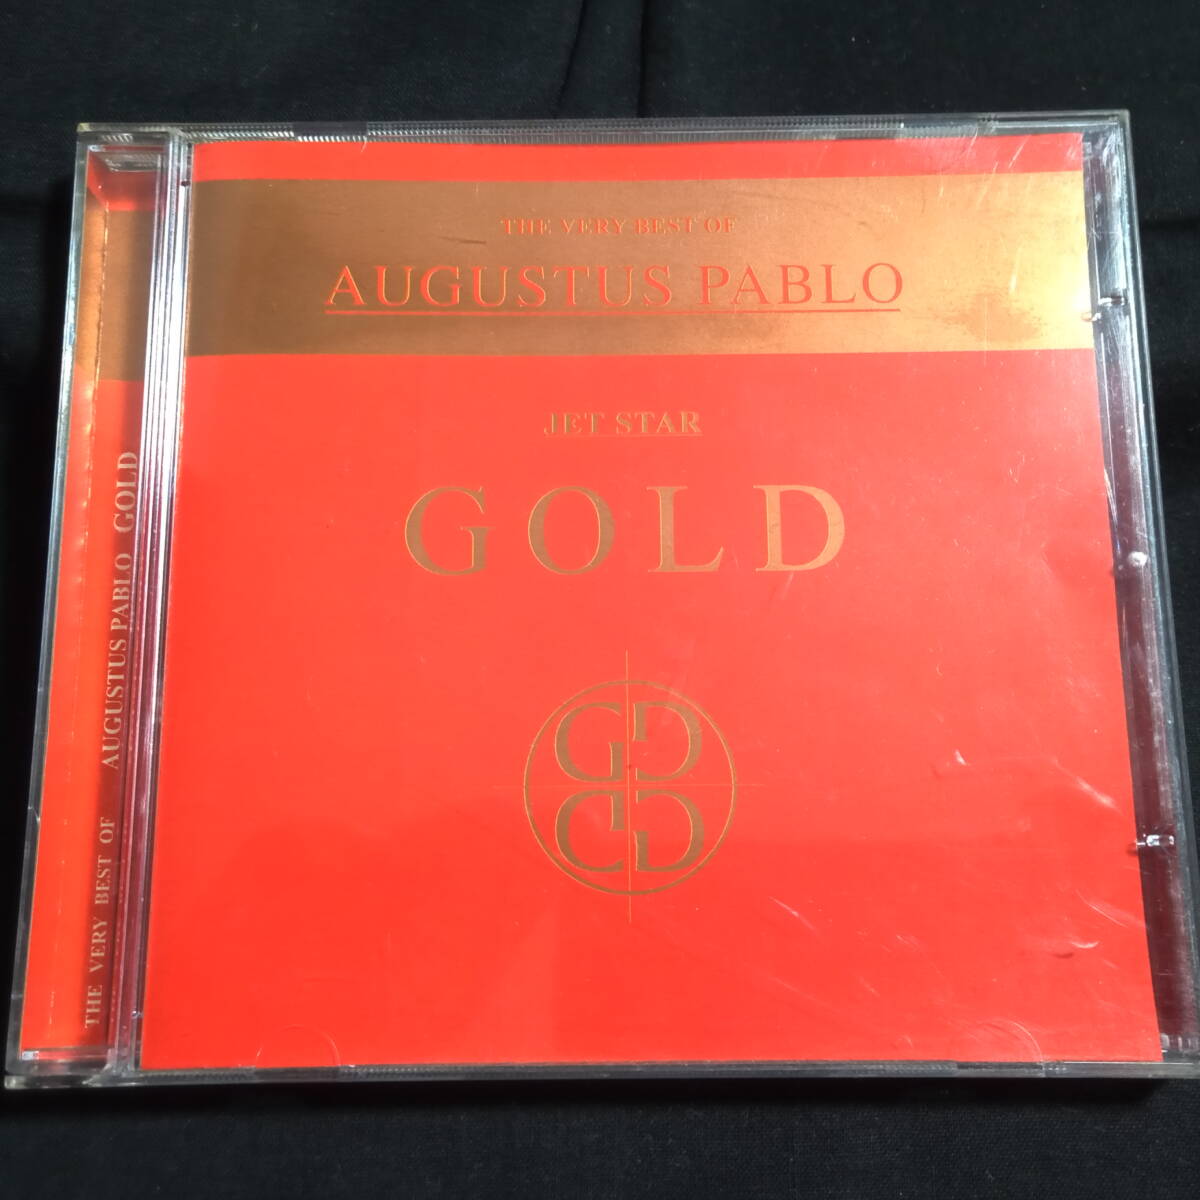 THE VERY BEST OF
AUGUSTUS PABLO
JET STAR
GOLD
THE VERY BEST OF AUGUSTUS PABLO GOLD